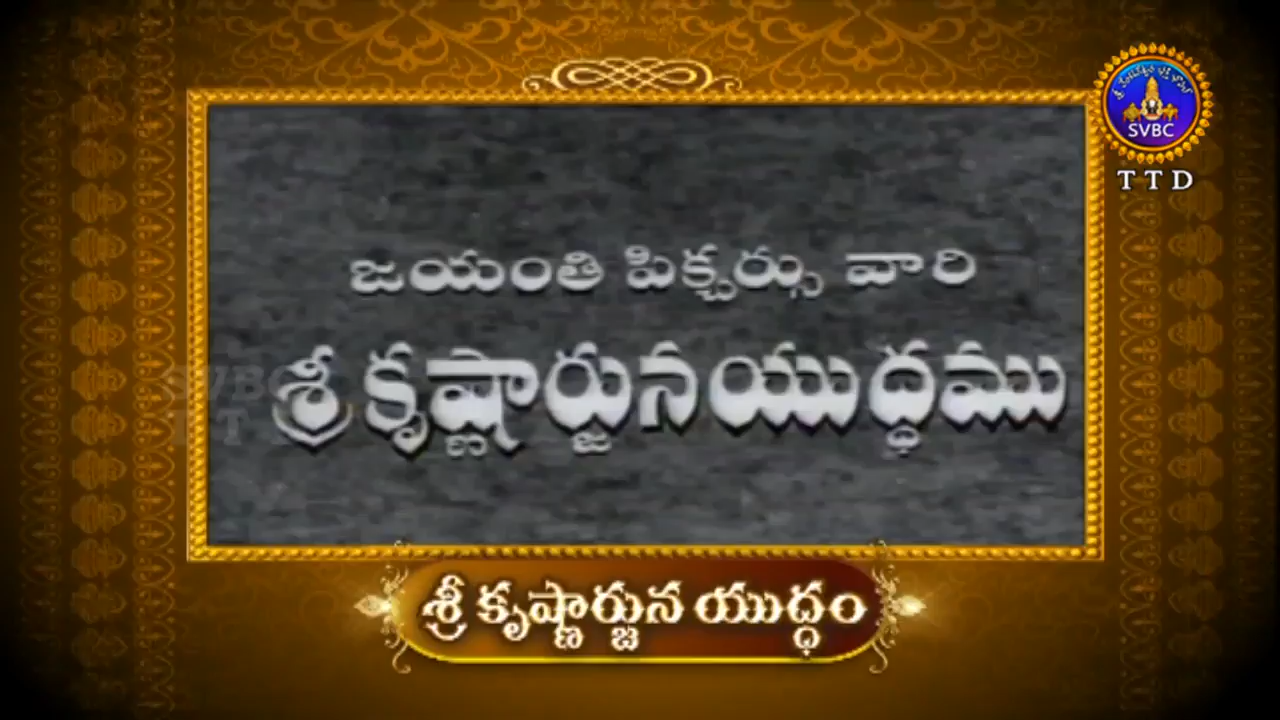 SVBC
TTD
జయంతి పిక్చర్సు వారి
శ్రీ కృష్ణార్జునయుద్ధము
శ్రీ కృష్ణార్జున యుద్ధం